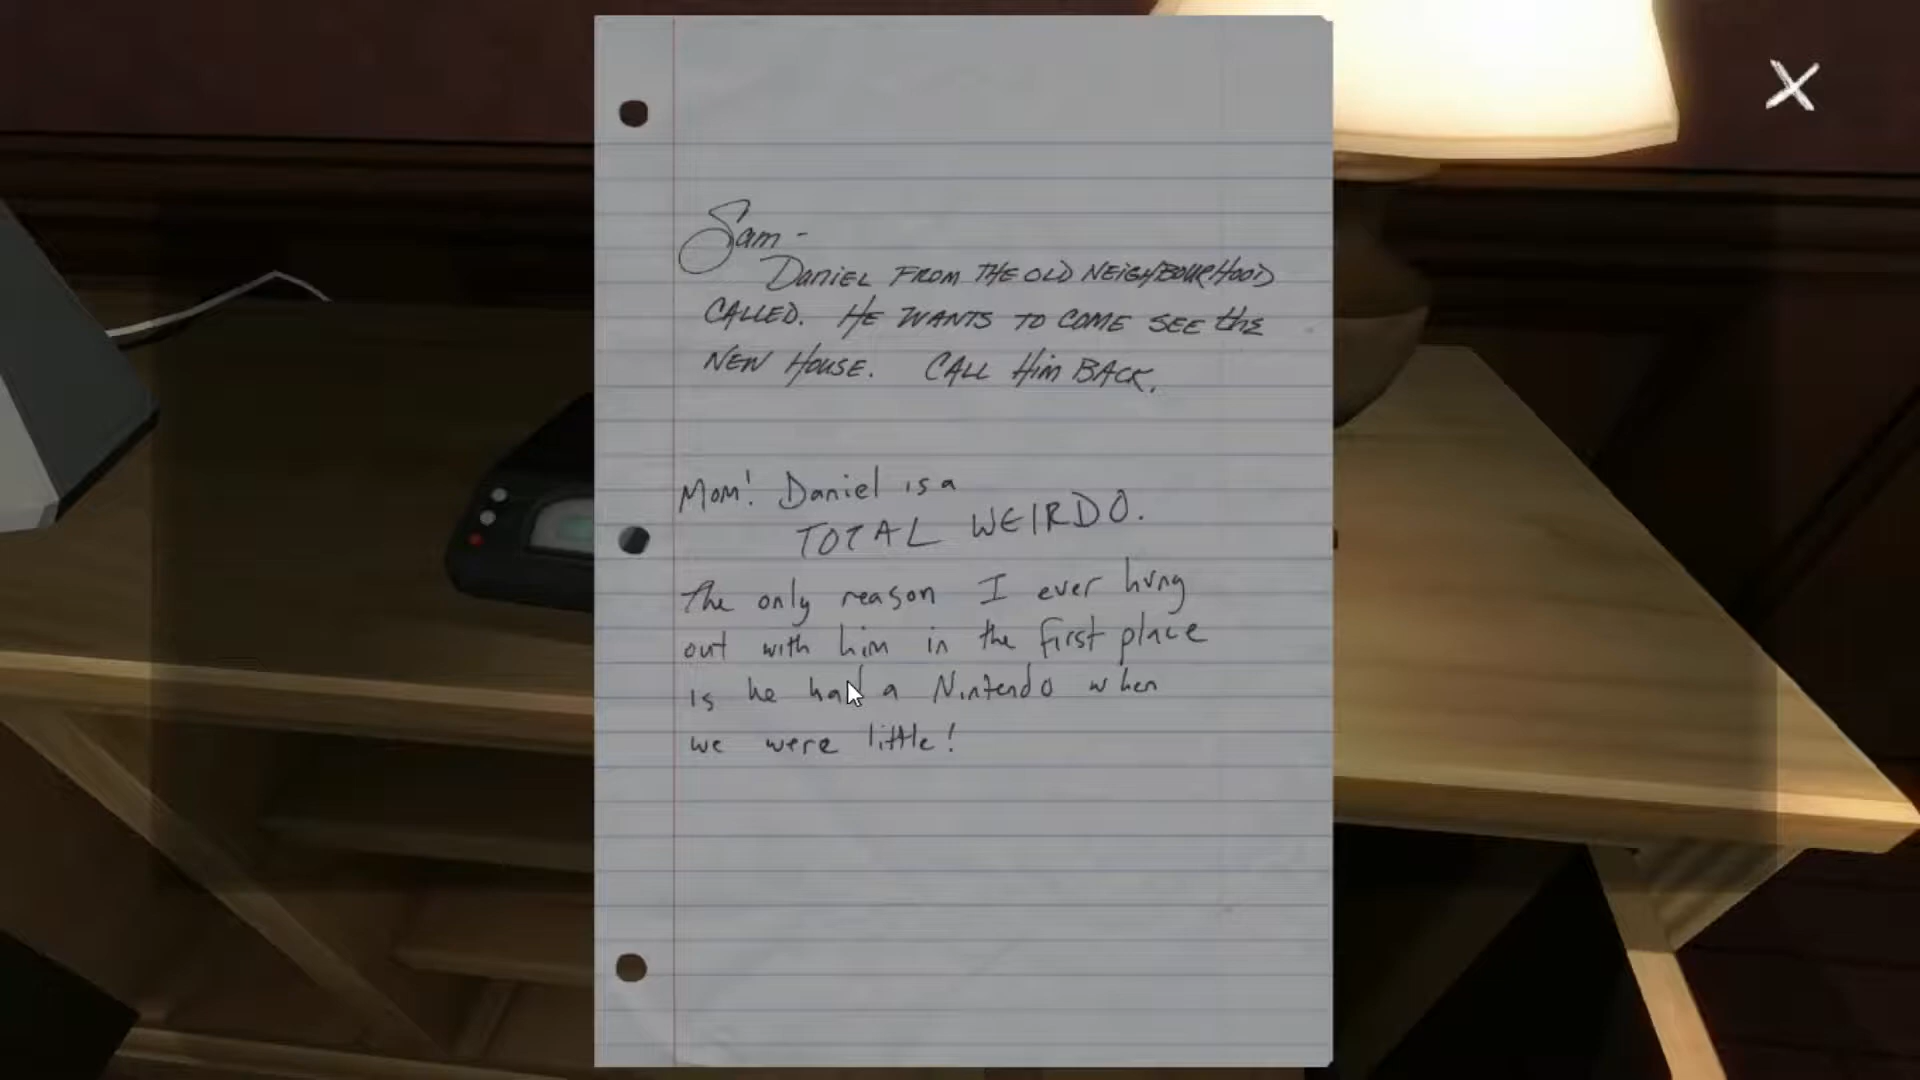 Sam -
DANIEL FROM THE OLD NEIGHBOURHOOD
CALLED. HE WANTS TO COME SEE the
NEW HOUSE. CALL HIM BACK.
Mom! Daniel is a
TOTAL WEIRDO.
The only reason I ever hung
out with him in the first place
is he had a Nintendo when
we were little!